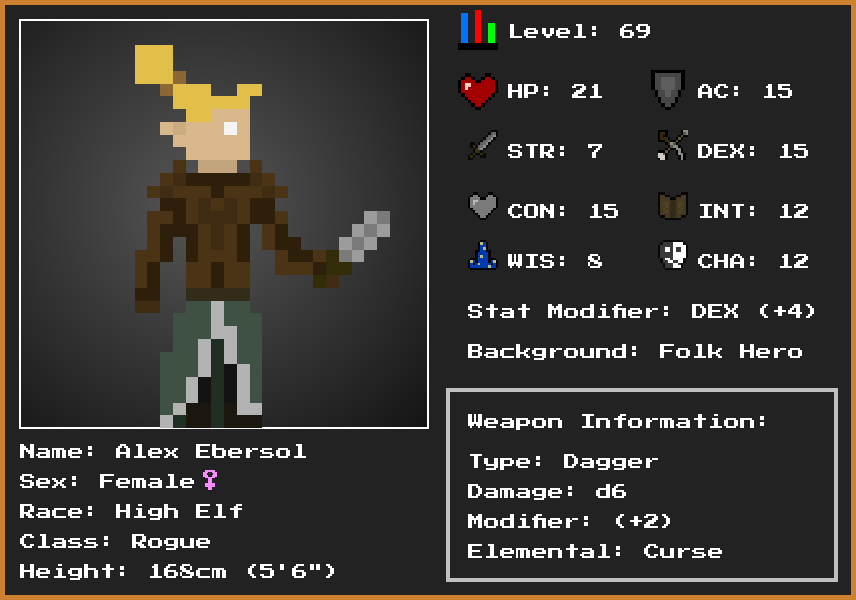 Level: 69
HP: 21
AC: 15
STR: 7
DEX: 15
CON: 15
INT: 12
WIS: 8
CHA: 12
Stat Modifier: DEX (+4)
Background: Folk Hero
Weapon Information:
Type: Dagger
Damage: d6
Modifier: (+2)
Elemental: Curse
Name: Alex Ebersol
Sex: Female♀
Race: High Elf
Class: Rogue
Height: 168cm (5'6")